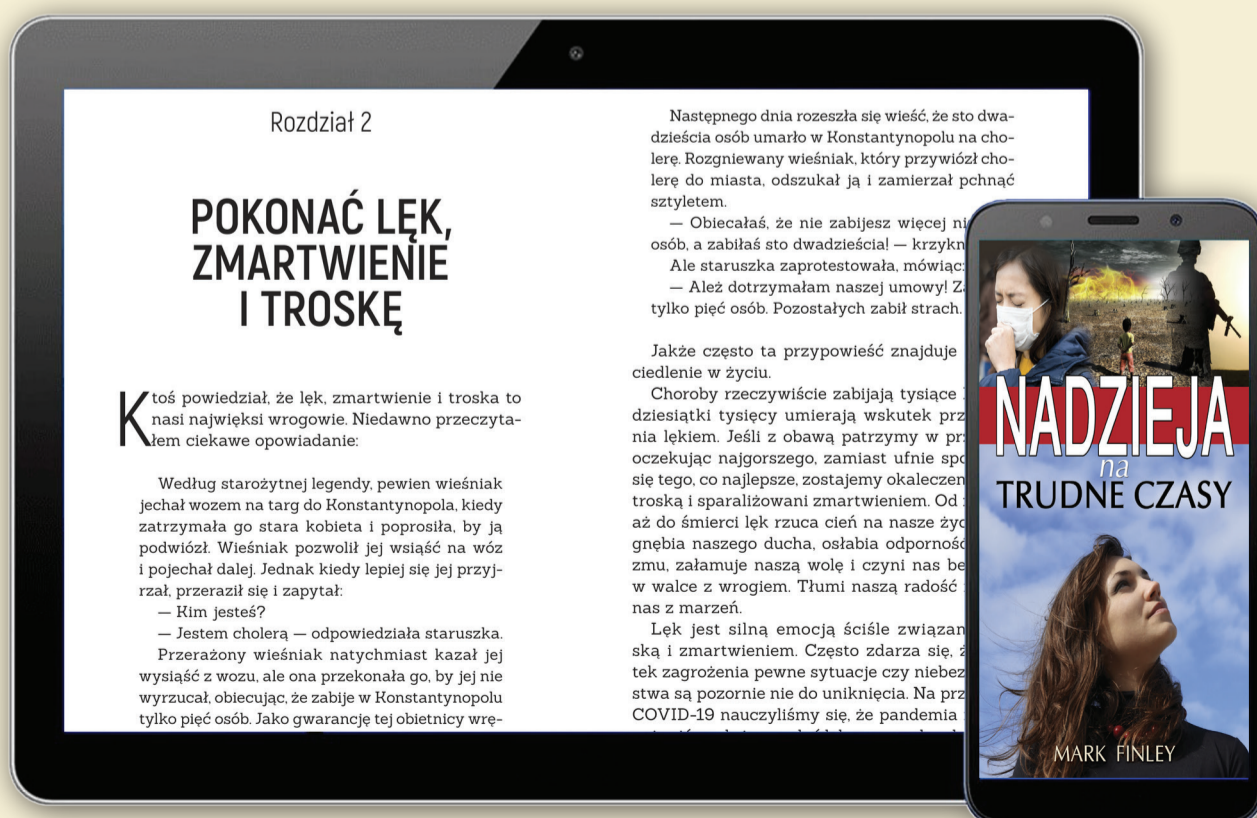 Rozdział 2
POKONAĆ LĘK,
ZMARTWIENIE
I TROSKĘ
Ktoś powiedział, że lęk, zmartwienie i troska to
nasi najwięksi wrogowie. Niedawno przeczyta-
łem ciekawe opowiadanie:
Według starożytnej legendy, pewien wieśniak
jechał wozem na targ do Konstantynopola, kiedy
zatrzymała go stara kobieta i poprosiła, by ją
podwiózł. Wieśniak pozwolił jej wsiąść na wóz
i pojechał dalej. Jednak kiedy lepiej się jej przyj-
rzał, przeraził się i zapytał:
— Kim jesteś?
— Jestem cholerą — odpowiedziała staruszka.
Przerażony wieśniak natychmiast kazał jej
wysiąść z wozu, ale ona przekonała go, by jej nie
wyrzucał, obiecując, że zabije w Konstantynopolu
tylko pięć osób. Jako gwarancję tej obietnicy wrę-
Następnego dnia rozeszła się wieść, że sto dwa-
dzieścia osób umarło w Konstantynopolu na cho-
lerę. Rozgniewany wieśniak, który przywiózł cho-
lerę do miasta, odszukał ją i zamierzał pchnąć
sztyletem.
— Obiecałaś, że nie zabijesz więcej
osób, a zabiłaś sto dwadzieścia! —
Ale staruszka zaprotestowała,
— Ależ dotrzymałam naszej umowy!
tylko pięć osób. Pozostałych zabił strach.
Jakże często ta przypowieść znajduje
ciedlenie w życiu.
Choroby rzeczywiście zabijają tysiące
dziesiątki tysięcy umierają wskutek
nia lękiem. Jeśli z obawą patrzymy w
oczekując najgorszego, zamiast ufnie
się tego, co najlepsze, zostajemy
troską i sparaliżowani zmartwieniem. Od
aż do śmierci lęk rzuca cień na nasze
gnębia naszego ducha, osłabia
zmu, załamuje naszą wolę i czyni nas
w walce z wrogiem. Tłumi naszą radość
nas z marzeń.
Lęk jest silną emocją ściśle
ską i zmartwieniem. Często zdarza się,
tek zagrożenia pewne sytuacje czy
stwa są pozornie nie do uniknięcia. Na
COVID-19 nauczyliśmy się, że pandemia
NADZIEJA
na
TRUDNE CZASY
MARK FINLEY